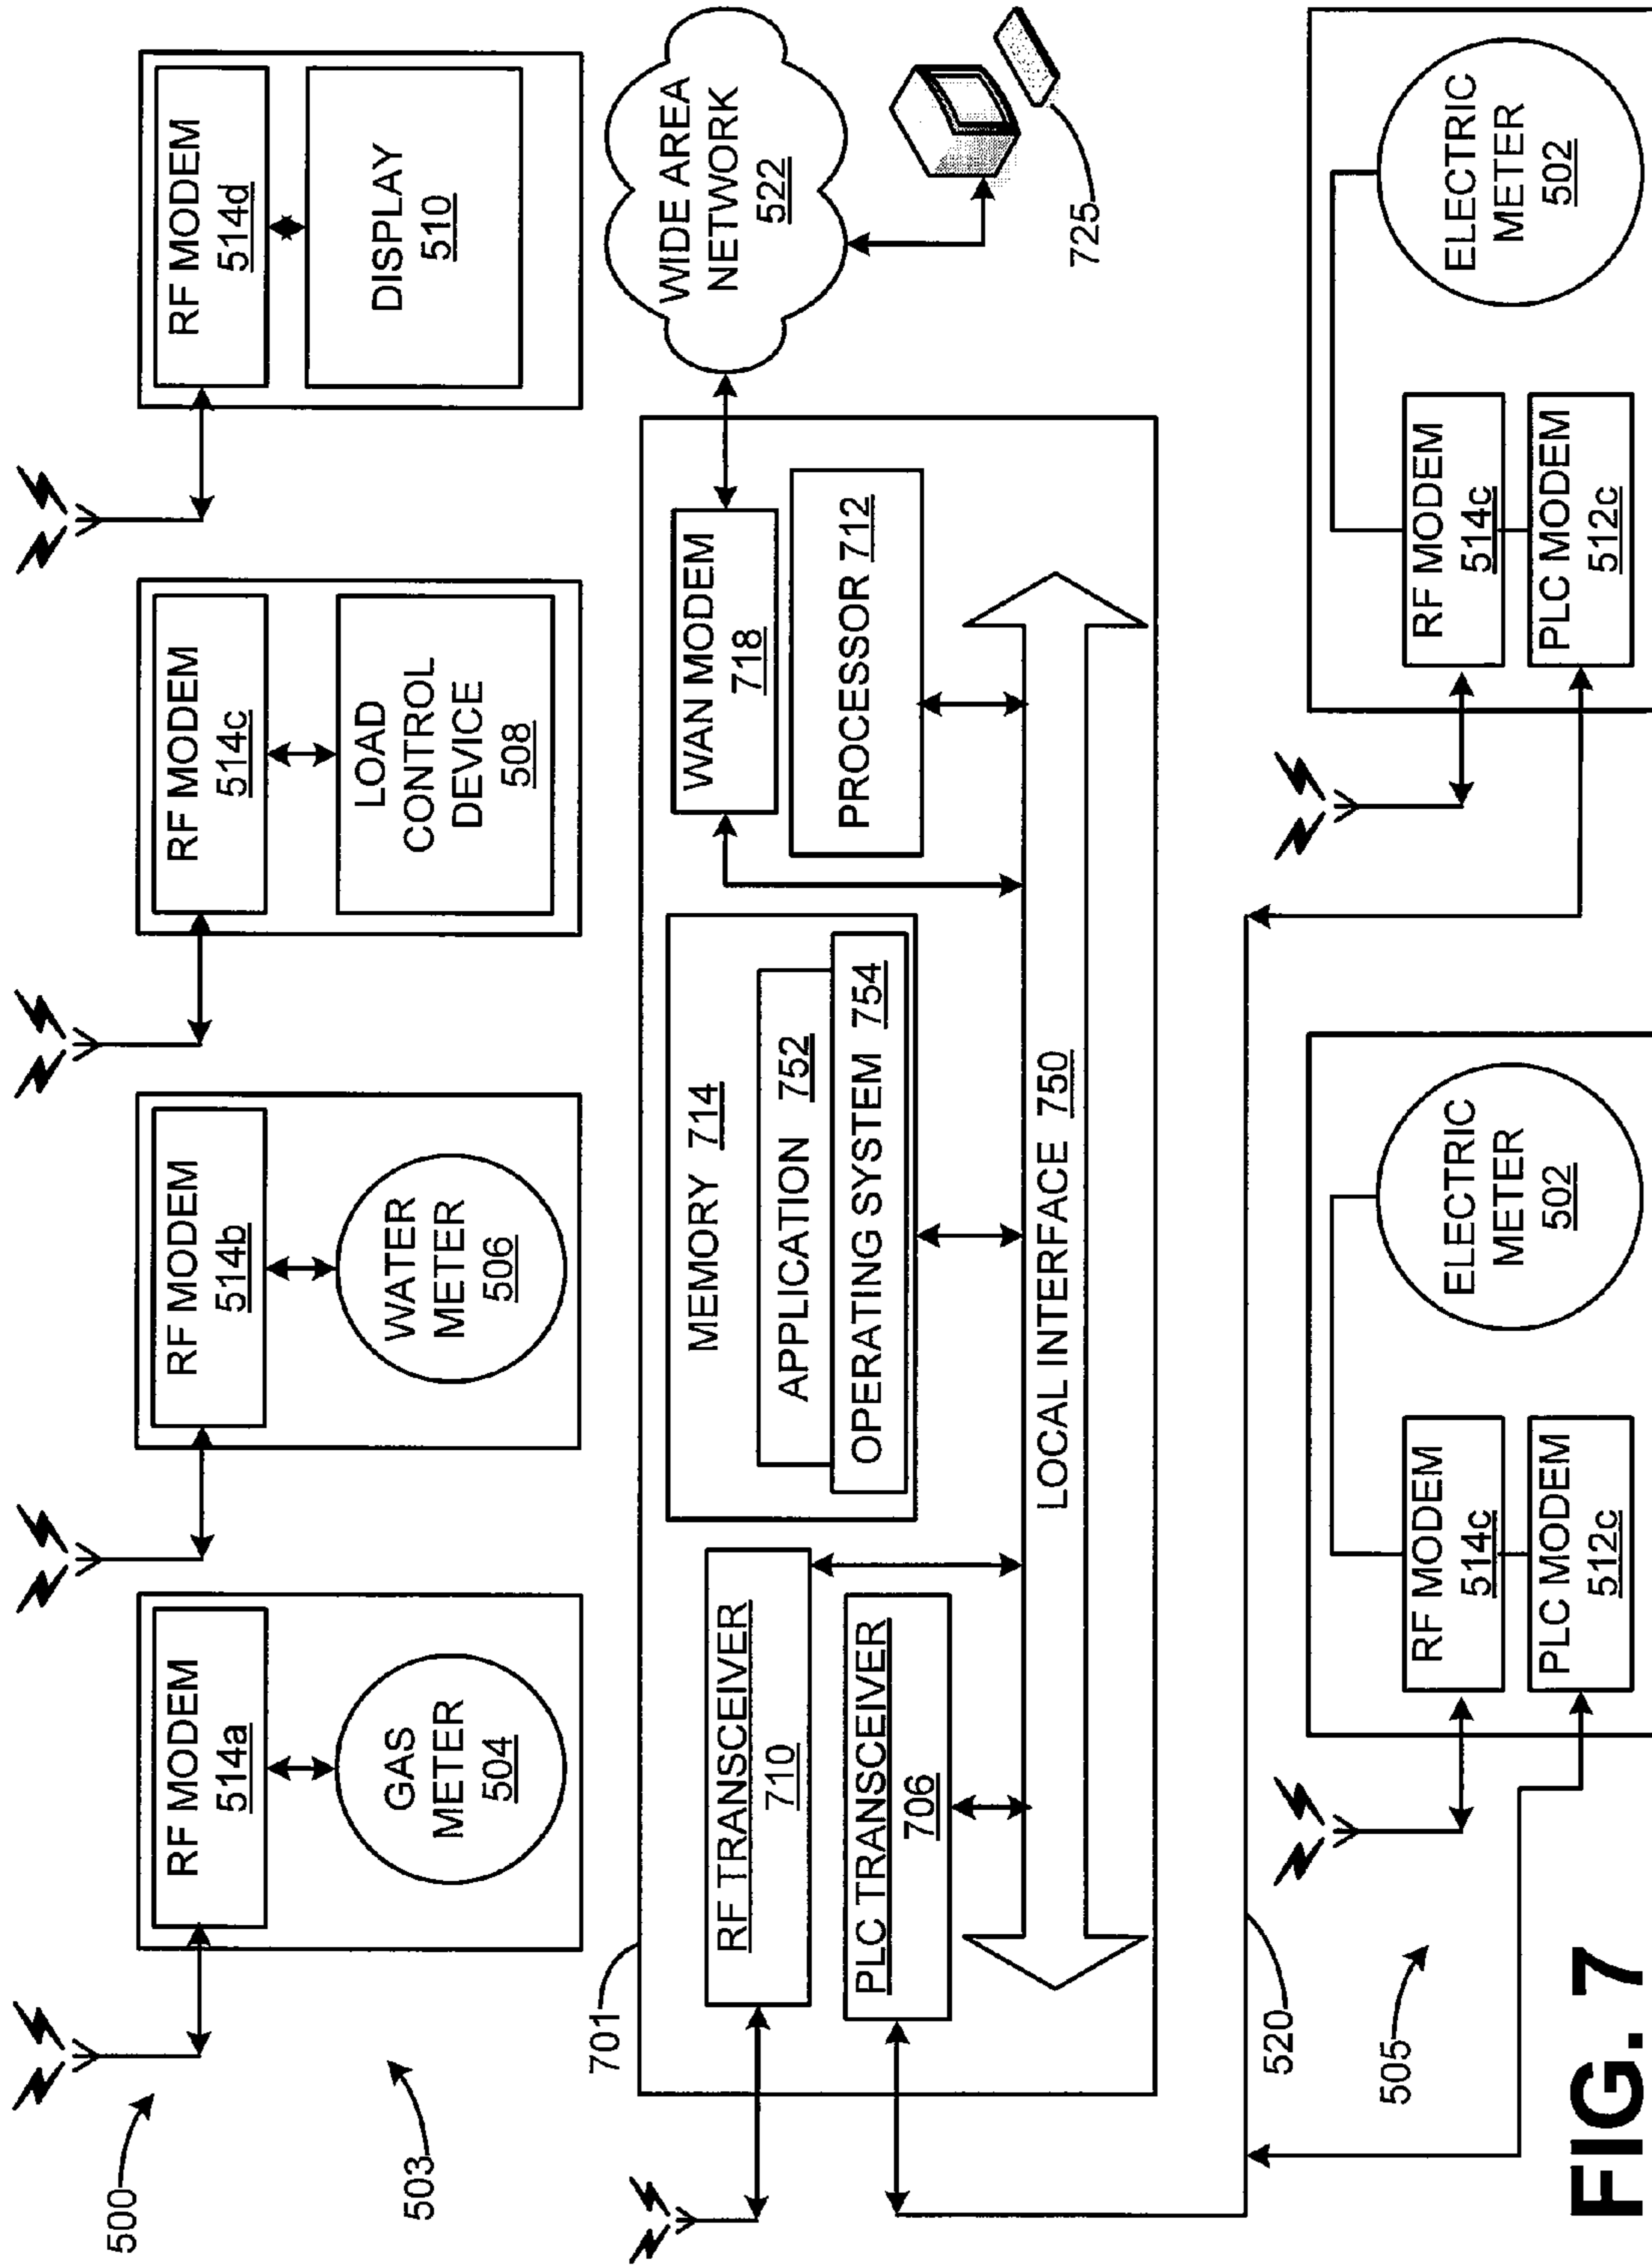 500
503
RF MODEM
514a
GAS
METER
504
RF MODEM
514b
WATER
METER
506
RF MODEM
514c
LOAD
CONTROL
DEVICE
508
RF MODEM
514d
DISPLAY
510
701
RF TRANSCEIVER
710
PLC TRANSCEIVER
706
MEMORY 714
APPLICATION 752
OPERATING SYSTEM 754
WAN MODEM
718
PROCESSOR 712
LOCAL INTERFACE 750
WIDE AREA
NETWORK
522
725
520
505
RF MODEM
514c
PLC MODEM
512c
ELECTRIC
METER
502
RF MODEM
514c
PLC MODEM
512c
ELECTRIC
METER
502
FIG. 7